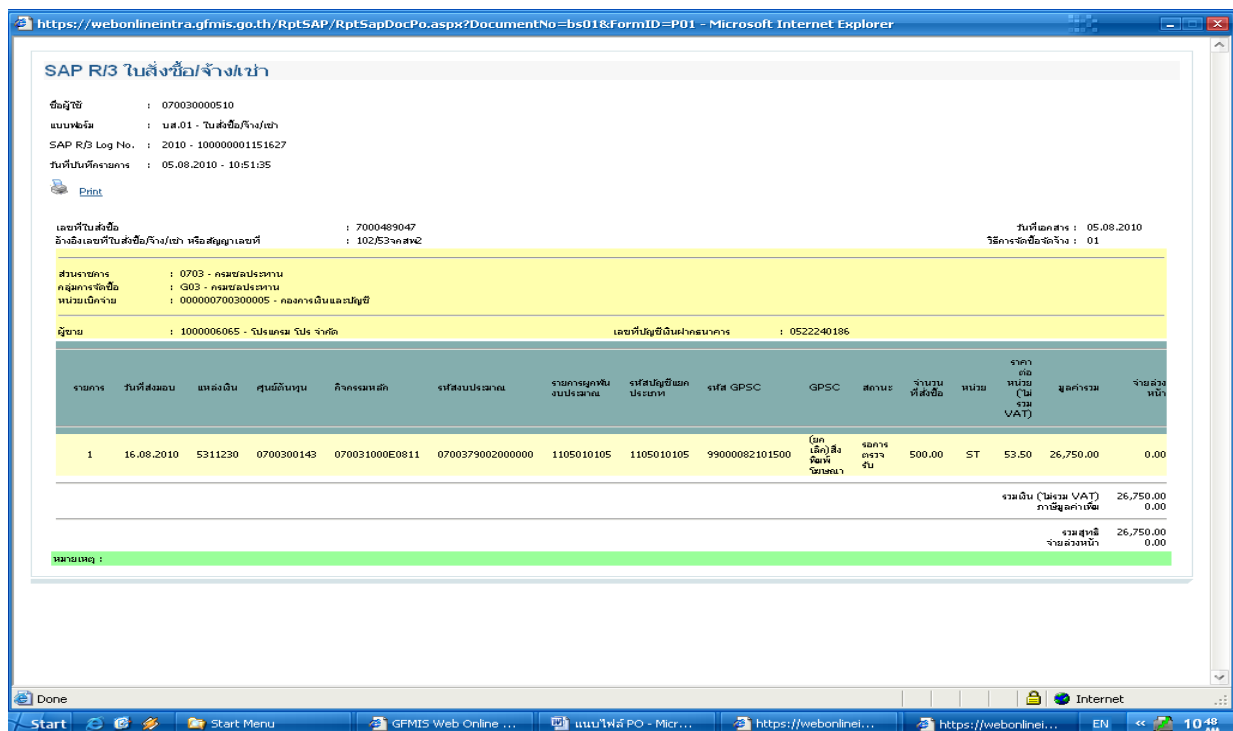 https://webonlineintra.gfmis.go.th/RptSAP/RptSapDocPo.aspx?DocumentNo=bs01&FormID=P01 - Microsoft Internet Explorer
SAP R/3 ใบสั่งซื้อ/จ้าง/เช่า
ชื่อผู้ใช้ : 070030000510
แบบฟอร์ม : บส.01 - ใบสั่งซื้อ/จ้าง/เช่า
SAP R/3 Log No. : 2010 - 100000001151627
วันที่บันทึกรายการ : 05.08.2010 - 10:51:35
Print
เลขที่ใบสั่งซื้อ : 7000489047 วันที่เอกสาร : 05.08.2010
อ้างอิงเลขที่ใบสั่งซื้อ/จ้าง/เช่า หรือสัญญาเลขที่ : 102/53จคสพ2 วิธีการจัดซื้อจัดจ้าง : 01
ส่วนราชการ : 0703 - กรมชลประทาน
กลุ่มการจัดซื้อ : G03 - กรมชลประทาน
หน่วยเบิกจ่าย : 000000700300005 - กองการเงินและบัญชี
ผู้ขาย : 1000006065 - โปรแกรม โปร จำกัด เลขที่บัญชีเงินฝากธนาคาร : 0522240186
รายการ วันที่ส่งมอบ แหล่งเงิน ศูนย์ต้นทุน กิจกรรมหลัก รหัสงบประมาณ รายการผูกพันงบประมาณ รหัสบัญชีแยกประเภท รหัส GPSC GPSC สถานะ จำนวนที่สั่งซื้อ หน่วย ราคาต่อหน่วย (ไม่รวม VAT) มูลค่ารวม จ่ายล่วงหน้า
1 16.08.2010 5311230 0700300143 070031000E0811 0700379002000000 1105010105 1105010105 99000082101500 (ยกเลิก)สิ่งพิมพ์โฆษณา รอการตรวจรับ 500.00 ST 53.50 26,750.00 0.00
รวมเงิน (ไม่รวม VAT) 26,750.00
ภาษีมูลค่าเพิ่ม 0.00
รวมสุทธิ 26,750.00
จ่ายล่วงหน้า 0.00
หมายเหตุ :
Done Internet
Start Start Menu GFMIS Web Online ... แนบไฟล์ PO - Micr... https://webonlinei... https://webonlinei... EN 10:48 AM